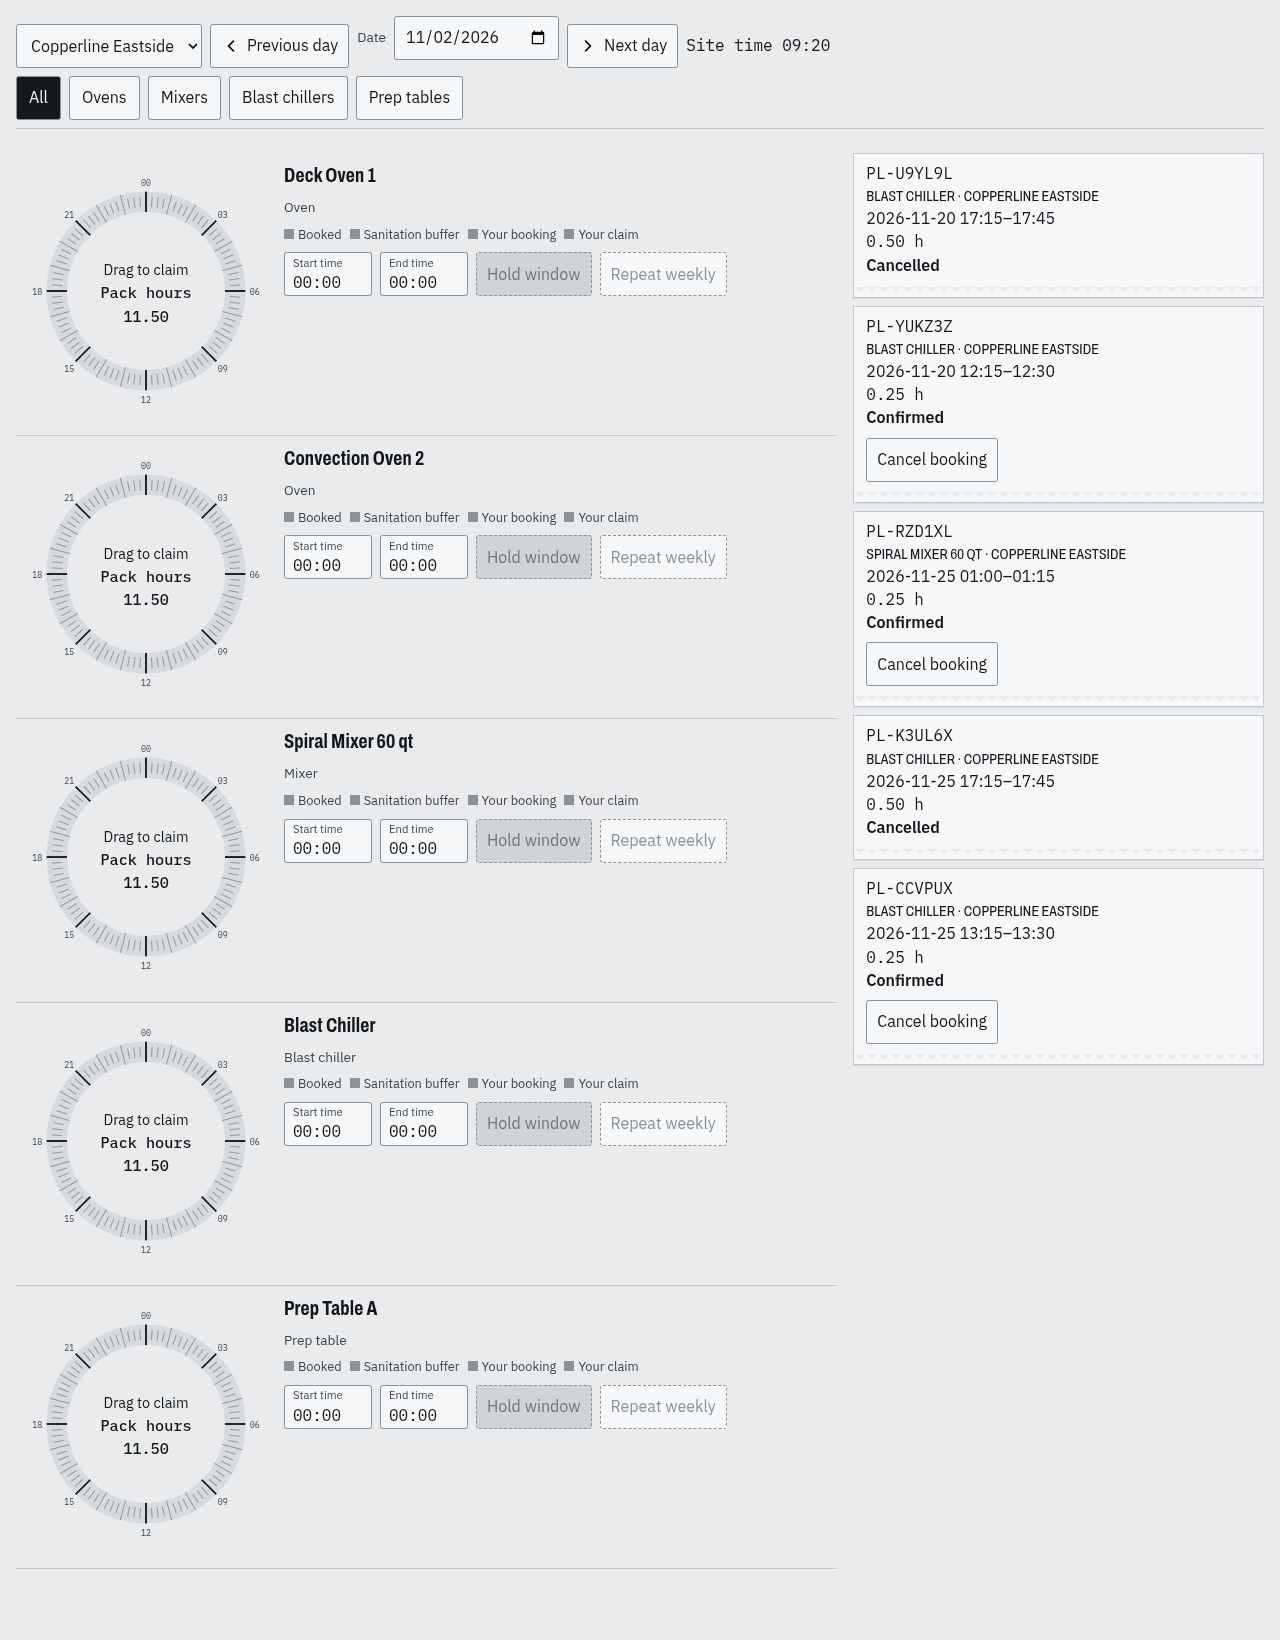 Copperline Eastside
Previous day
Date
11/02/2026
Next day
Site time 09:20
All
Ovens
Mixers
Blast chillers
Prep tables
00
21
03
Drag to claim
Pack hours
11.50
18
06
15
09
12
Deck Oven 1
Oven
Booked
Sanitation buffer
Your booking
Your claim
Start time
00:00
End time
00:00
Hold window
Repeat weekly
00
21
03
Drag to claim
Pack hours
11.50
18
06
15
09
12
Convection Oven 2
Oven
Booked
Sanitation buffer
Your booking
Your claim
Start time
00:00
End time
00:00
Hold window
Repeat weekly
00
21
03
Drag to claim
Pack hours
11.50
18
06
15
09
12
Spiral Mixer 60 qt
Mixer
Booked
Sanitation buffer
Your booking
Your claim
Start time
00:00
End time
00:00
Hold window
Repeat weekly
00
21
03
Drag to claim
Pack hours
11.50
18
06
15
09
12
Blast Chiller
Blast chiller
Booked
Sanitation buffer
Your booking
Your claim
Start time
00:00
End time
00:00
Hold window
Repeat weekly
00
21
03
Drag to claim
Pack hours
11.50
18
06
15
09
12
Prep Table A
Prep table
Booked
Sanitation buffer
Your booking
Your claim
Start time
00:00
End time
00:00
Hold window
Repeat weekly
PL-U9YL9L
BLAST CHILLER · COPPERLINE EASTSIDE
2026-11-20 17:15–17:45
0.50 h
Cancelled
PL-YUKZ3Z
BLAST CHILLER · COPPERLINE EASTSIDE
2026-11-20 12:15–12:30
0.25 h
Confirmed
Cancel booking
PL-RZD1XL
SPIRAL MIXER 60 QT · COPPERLINE EASTSIDE
2026-11-25 01:00–01:15
0.25 h
Confirmed
Cancel booking
PL-K3UL6X
BLAST CHILLER · COPPERLINE EASTSIDE
2026-11-25 17:15–17:45
0.50 h
Cancelled
PL-CCVPUX
BLAST CHILLER · COPPERLINE EASTSIDE
2026-11-25 13:15–13:30
0.25 h
Confirmed
Cancel booking